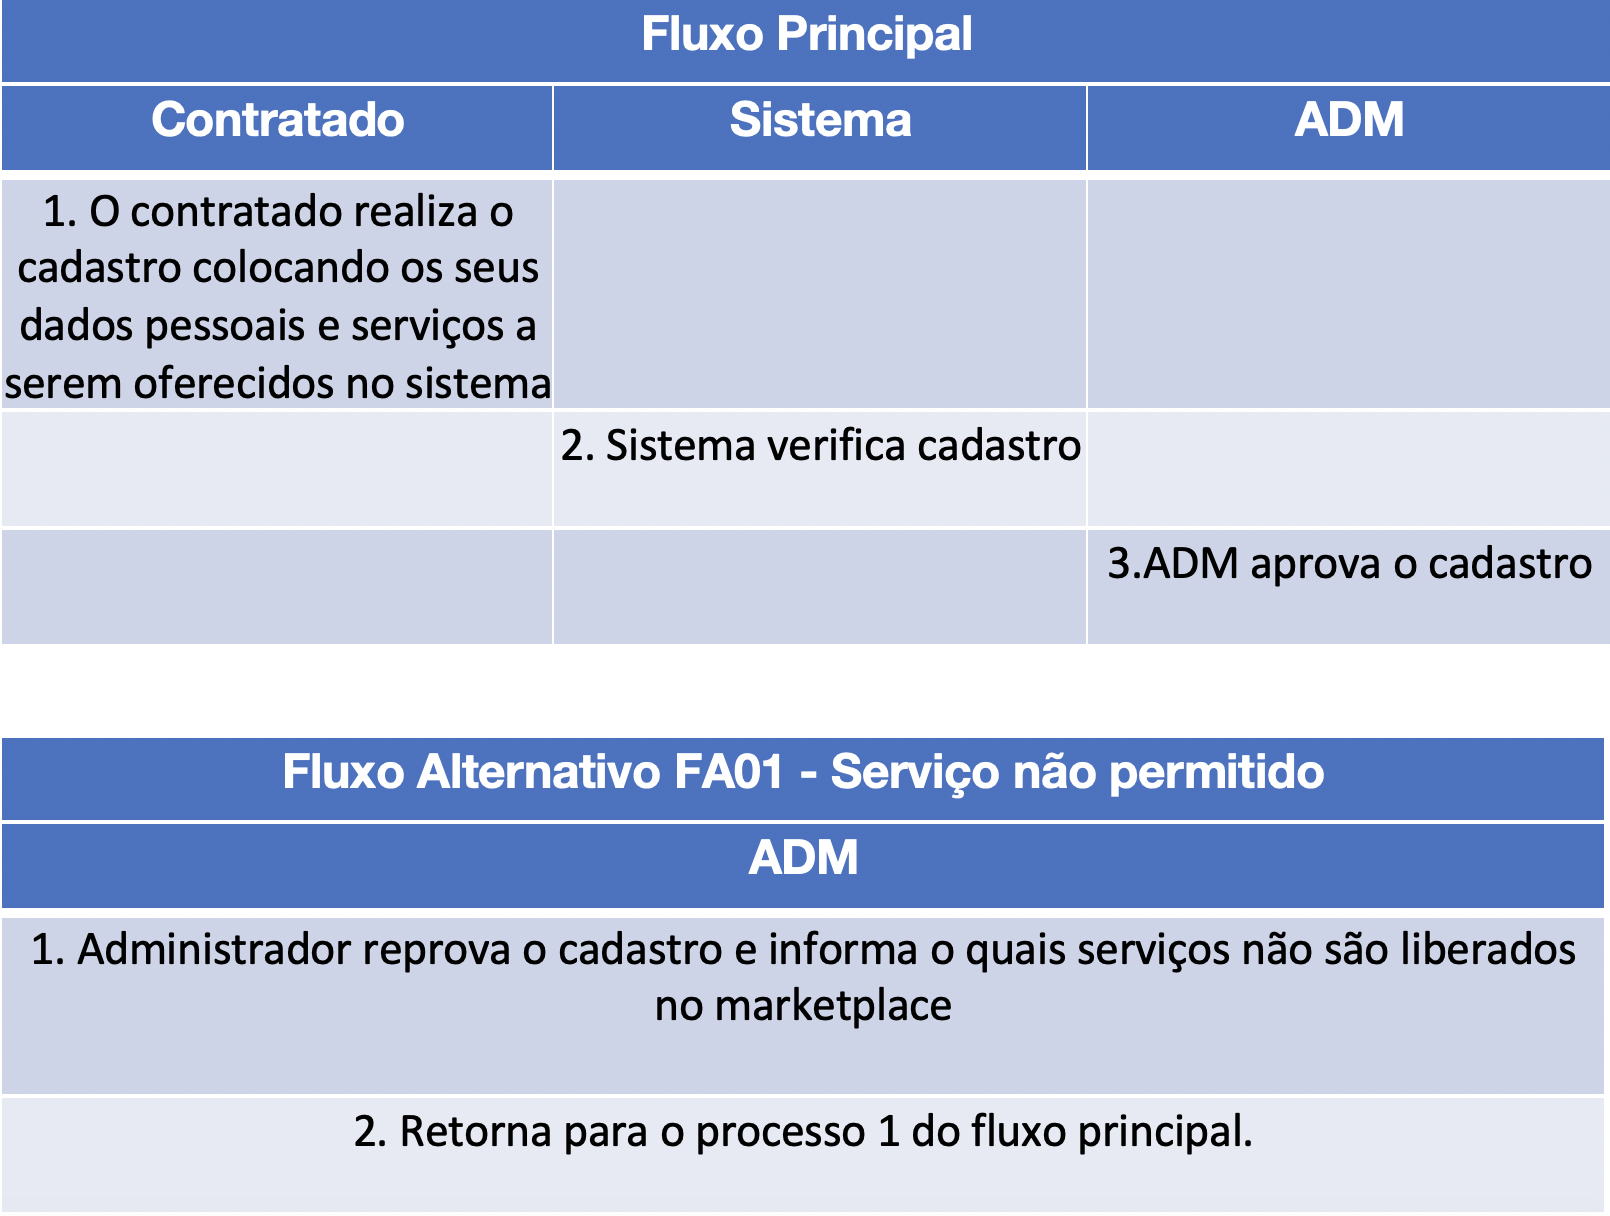 Fluxo Principal
Contratado
Sistema
ADM
1. O contratado realiza o
cadastro colocando os seus
dados pessoais e serviços a
serem oferecidos no sistema
2. Sistema verifica cadastro
3.ADM aprova o cadastro
Fluxo Alternativo FA01 - Serviço não permitido
ADM
1. Administrador reprova o cadastro e informa o quais serviços não são liberados
no marketplace
2. Retorna para o processo 1 do fluxo principal.